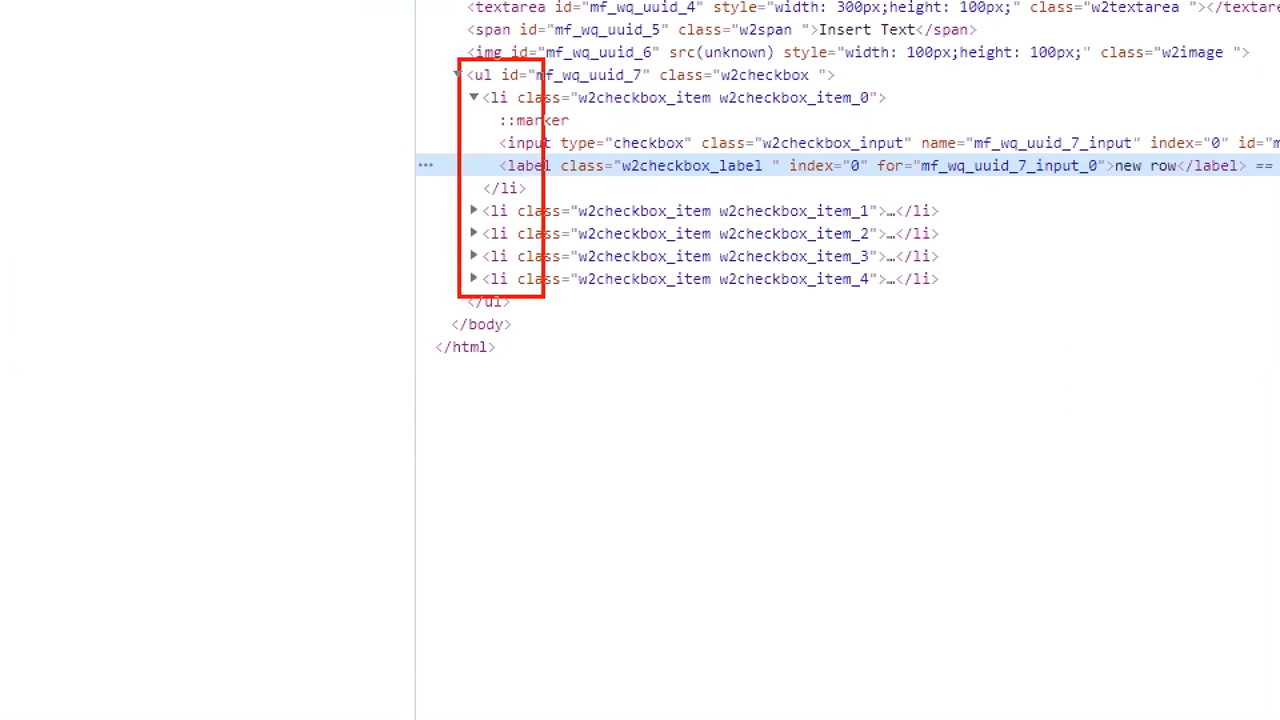 <textarea id="mf_wq_uuid_4" style="width: 300px;height: 100px;" class="w2textarea "></textare
<span id="mf_wq_uuid_5" class="w2span ">Insert Text</span>
<img id="mf_wq_uuid_6" src(unknown) style="width: 100px;height: 100px;" class="w2image ">
<ul id="mf_wq_uuid_7" class="w2checkbox ">
<li class="w2checkbox_item w2checkbox_item_0">
::marker
<input type="checkbox" class="w2checkbox_input" name="mf_wq_uuid_7_input" index="0" id="m
<label class="w2checkbox_label " index="0" for="mf_wq_uuid_7_input_0">new row</label> ==
</li>
<li class="w2checkbox_item w2checkbox_item_1">…</li>
<li class="w2checkbox_item w2checkbox_item_2">…</li>
<li class="w2checkbox_item w2checkbox_item_3">…</li>
<li class="w2checkbox_item w2checkbox_item_4">…</li>
</ul>
</body>
</html>